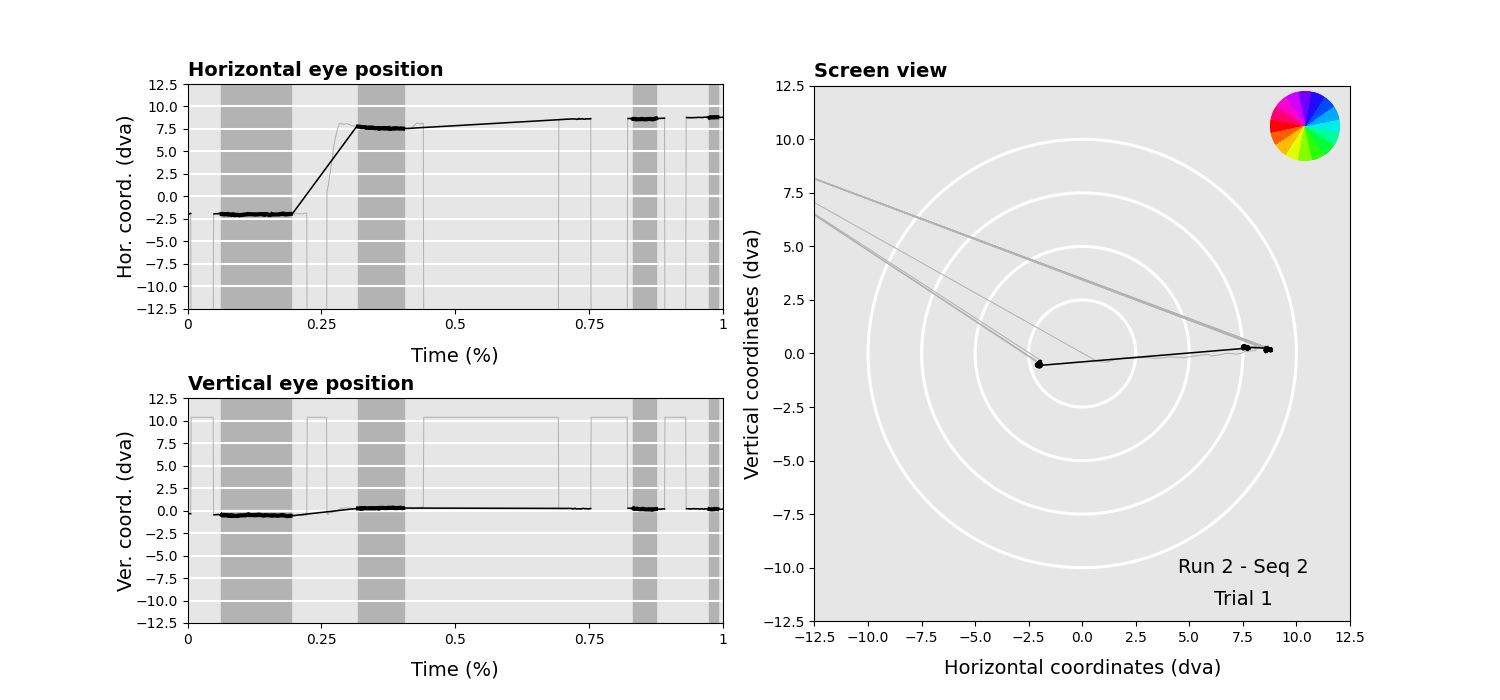 Horizontal eye position
Hor. coord. (dva)
12.5
10.0
7.5
5.0
2.5
0.0
−2.5
−5.0
−7.5
−10.0
−12.5
0 0.25 0.5 0.75 1
Time (%)
Vertical eye position
Ver. coord. (dva)
12.5
10.0
7.5
5.0
2.5
0.0
−2.5
−5.0
−7.5
−10.0
−12.5
0 0.25 0.5 0.75 1
Time (%)
Screen view
Vertical coordinates (dva)
12.5
10.0
7.5
5.0
2.5
0.0
−2.5
−5.0
−7.5
−10.0
−12.5
Run 2 - Seq 2
Trial 1
−12.5 −10.0 −7.5 −5.0 −2.5 0.0 2.5 5.0 7.5 10.0 12.5
Horizontal coordinates (dva)